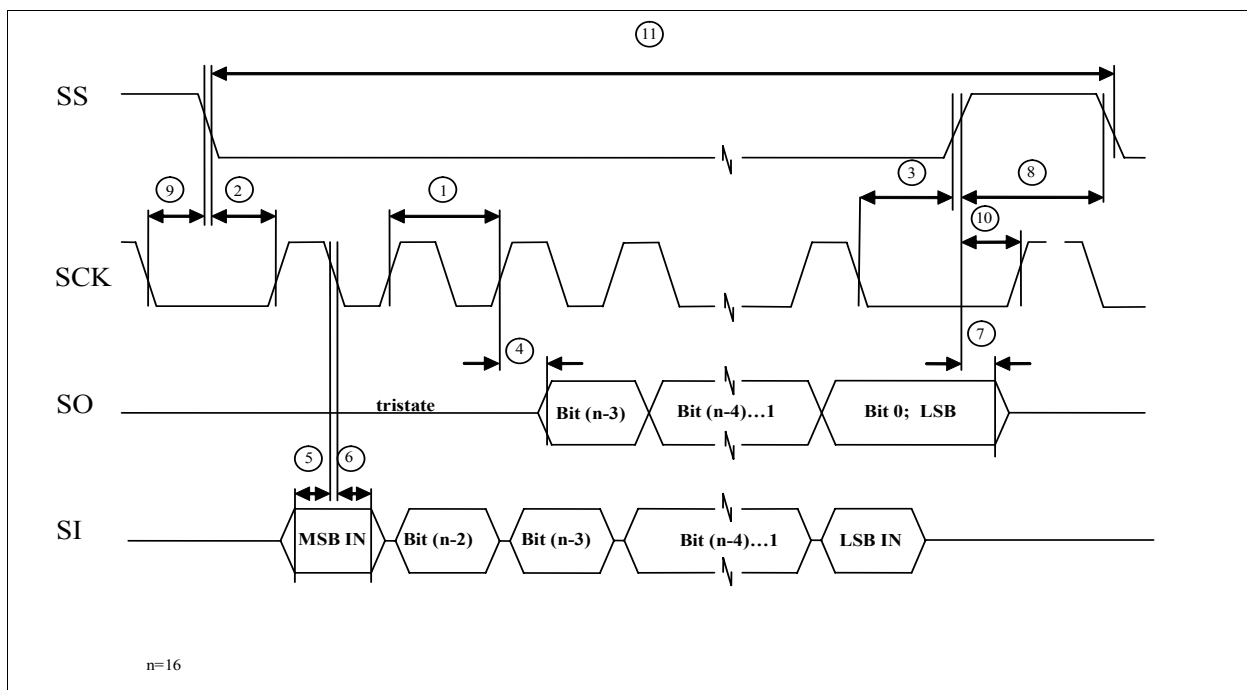 11
SS
9
2
1
3
8
10
SCK
4
7
SO
tristate
Bit (n-3)
Bit (n-4)...1
Bit 0; LSB
5
6
SI
MSB IN
Bit (n-2)
Bit (n-3)
Bit (n-4)...1
LSB IN
n=16